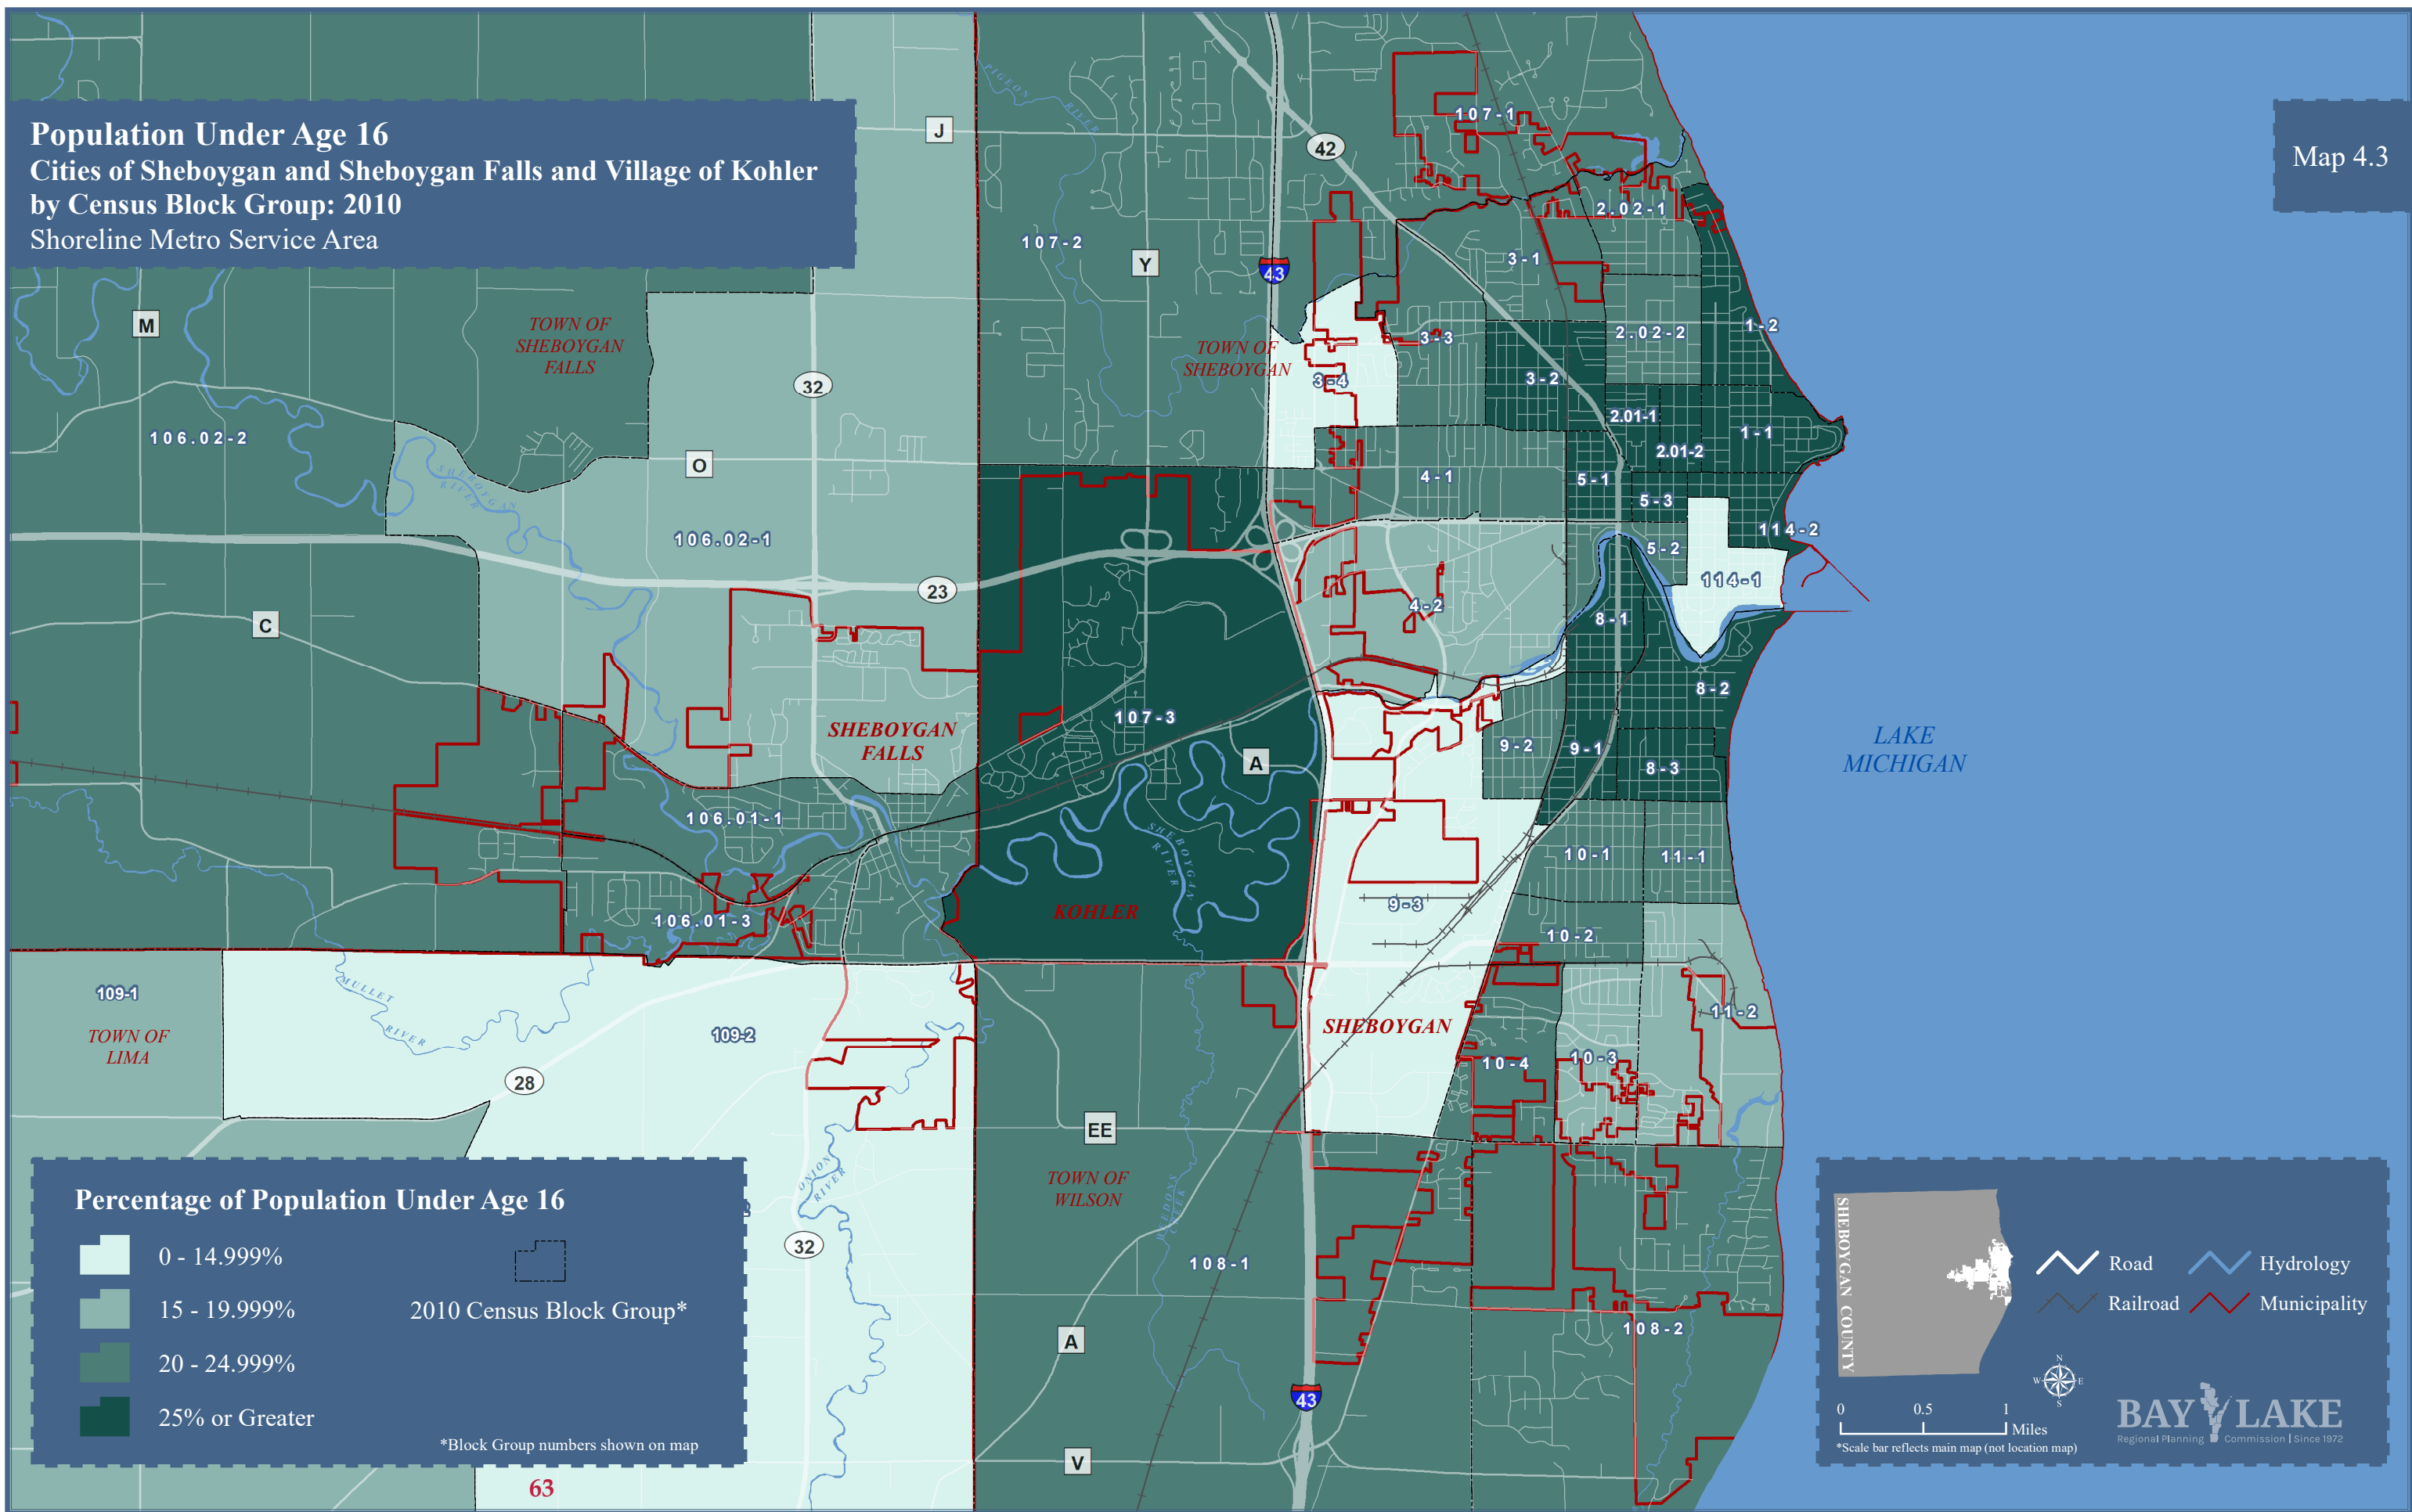 Population Under Age 16
Cities of Sheboygan and Sheboygan Falls and Village of Kohler
by Census Block Group: 2010
Shoreline Metro Service Area
Map 4.3
J
42
107-1
PIGEON RIVER
2.02-1
107-2
Y
43
3-1
M
TOWN OF
SHEBOYGAN
FALLS
TOWN OF
SHEBOYGAN
3-3
2.02-2
1-2
32
3-4
3-2
2.01-1
106.02-2
1-1
2.01-2
O
SHEBOYGAN
RIVER
4-1
5-1
5-3
114-2
106.02-1
5-2
114-1
23
4-2
C
8-1
8-2
107-3
SHEBOYGAN
FALLS
LAKE
MICHIGAN
A
9-2
9-1
8-3
106.01-1
SHEBOYGAN
RIVER
10-1
11-1
106.01-3
KOHLER
9-3
10-2
109-1
MULLET
RIVER
11-2
TOWN OF
LIMA
109-2
SHEBOYGAN
28
10-4
10-3
EE
ONION
RIVER
TOWN OF
WILSON
32
108-1
108-2
A
43
V
Percentage of Population Under Age 16
0 - 14.999%
15 - 19.999%
20 - 24.999%
25% or Greater
2010 Census Block Group*
*Block Group numbers shown on map
63
SHEBOYGAN COUNTY
Road
Hydrology
Railroad
Municipality
N
W
E
S
0
0.5
1
Miles
*Scale bar reflects main map (not location map)
BAY LAKE
Regional Planning Commission | Since 1972